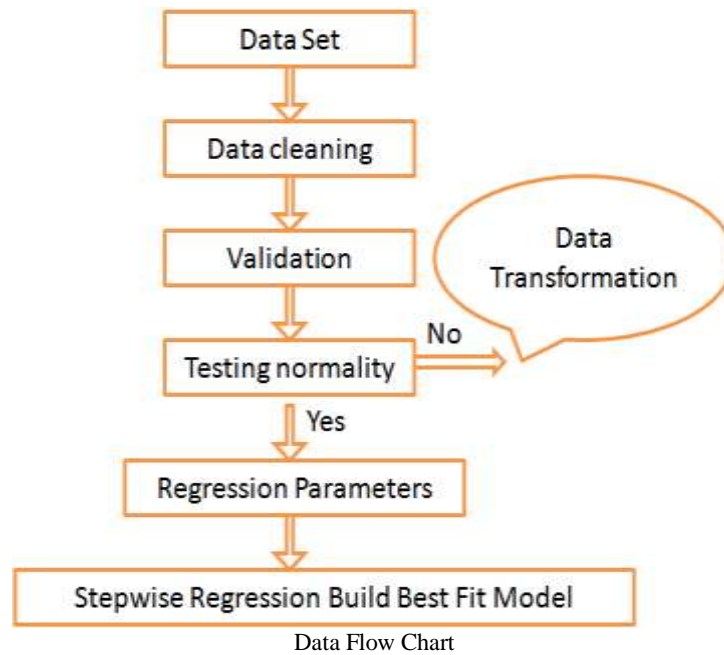 Data Set
Data cleaning
Validation
Data
Transformation
Testing normality
No
Yes
Regression Parameters
Stepwise Regression Build Best Fit Model
Data Flow Chart